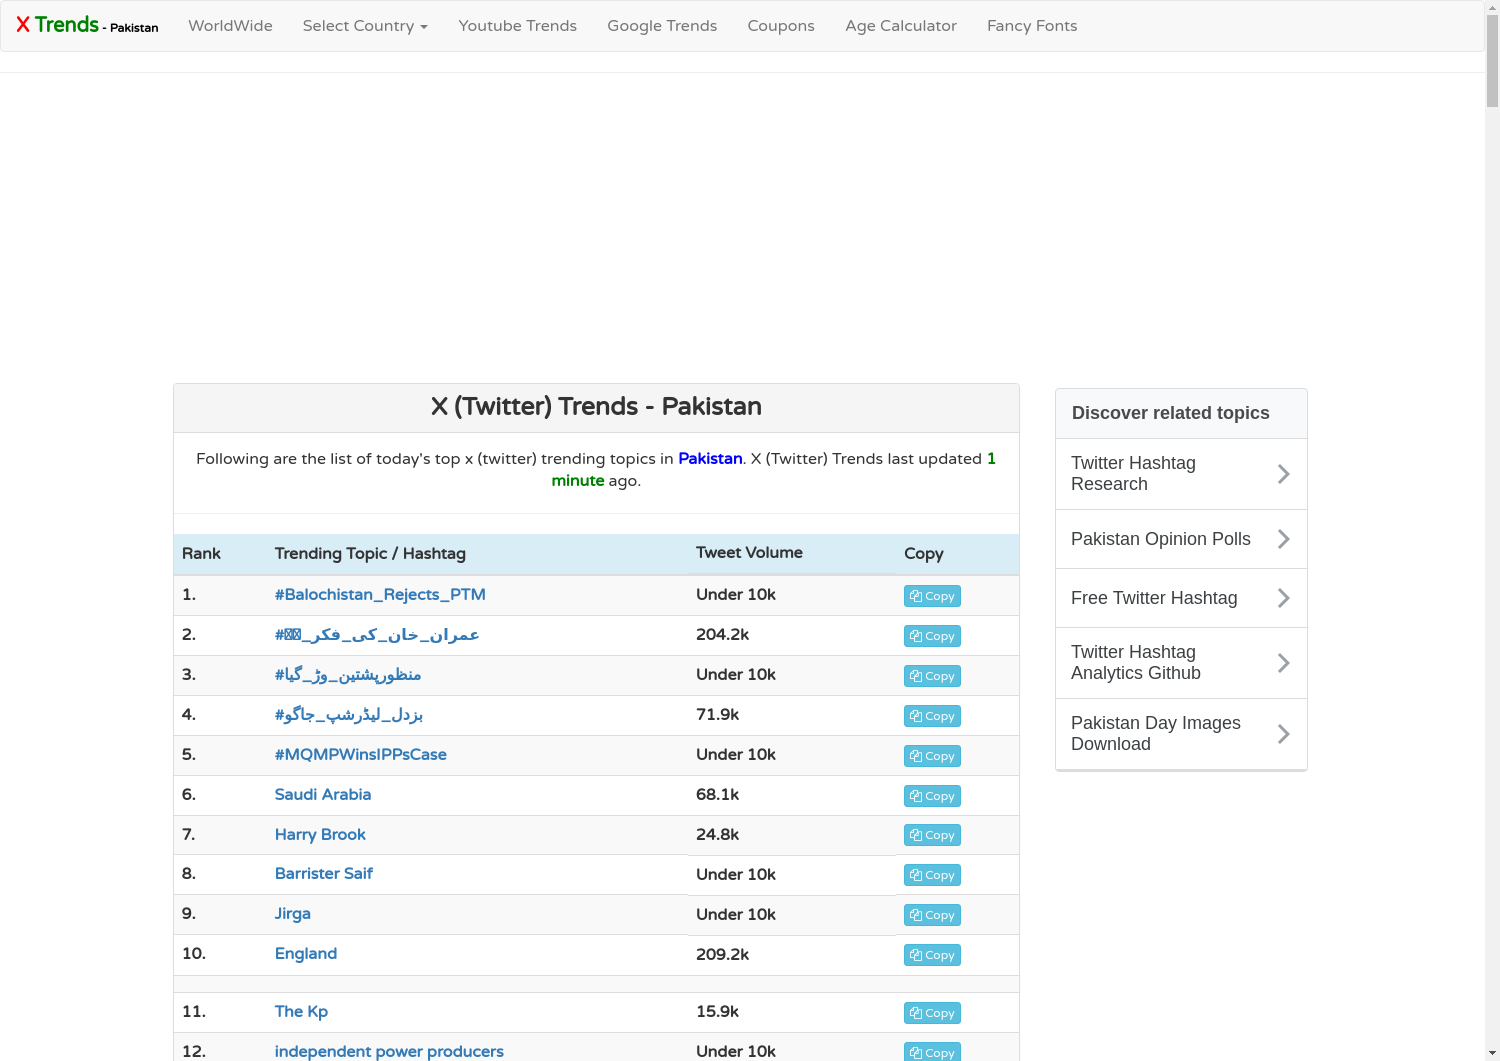 X Trends - Pakistan WorldWide Select Country Youtube Trends Google Trends Coupons Age Calculator Fancy Fonts
X (Twitter) Trends - Pakistan
Following are the list of today's top x (twitter) trending topics in Pakistan. X (Twitter) Trends last updated 1
minute ago.
Rank Trending Topic / Hashtag Tweet Volume Copy
1. #Balochistan_Rejects_PTM Under 10k Copy
2. #عمران_خان_کی_فکر_ 204.2k Copy
3. #منظورپشتین_وڑ_گیا Under 10k Copy
4. #بزدل_لیڈرشپ_جاگو 71.9k Copy
5. #MQMPWinsIPPsCase Under 10k Copy
6. Saudi Arabia 68.1k Copy
7. Harry Brook 24.8k Copy
8. Barrister Saif Under 10k Copy
9. Jirga Under 10k Copy
10. England 209.2k Copy
11. The Kp 15.9k Copy
12. independent power producers Under 10k Copy
Discover related topics
Twitter Hashtag
Research
Pakistan Opinion Polls
Free Twitter Hashtag
Twitter Hashtag
Analytics Github
Pakistan Day Images
Download